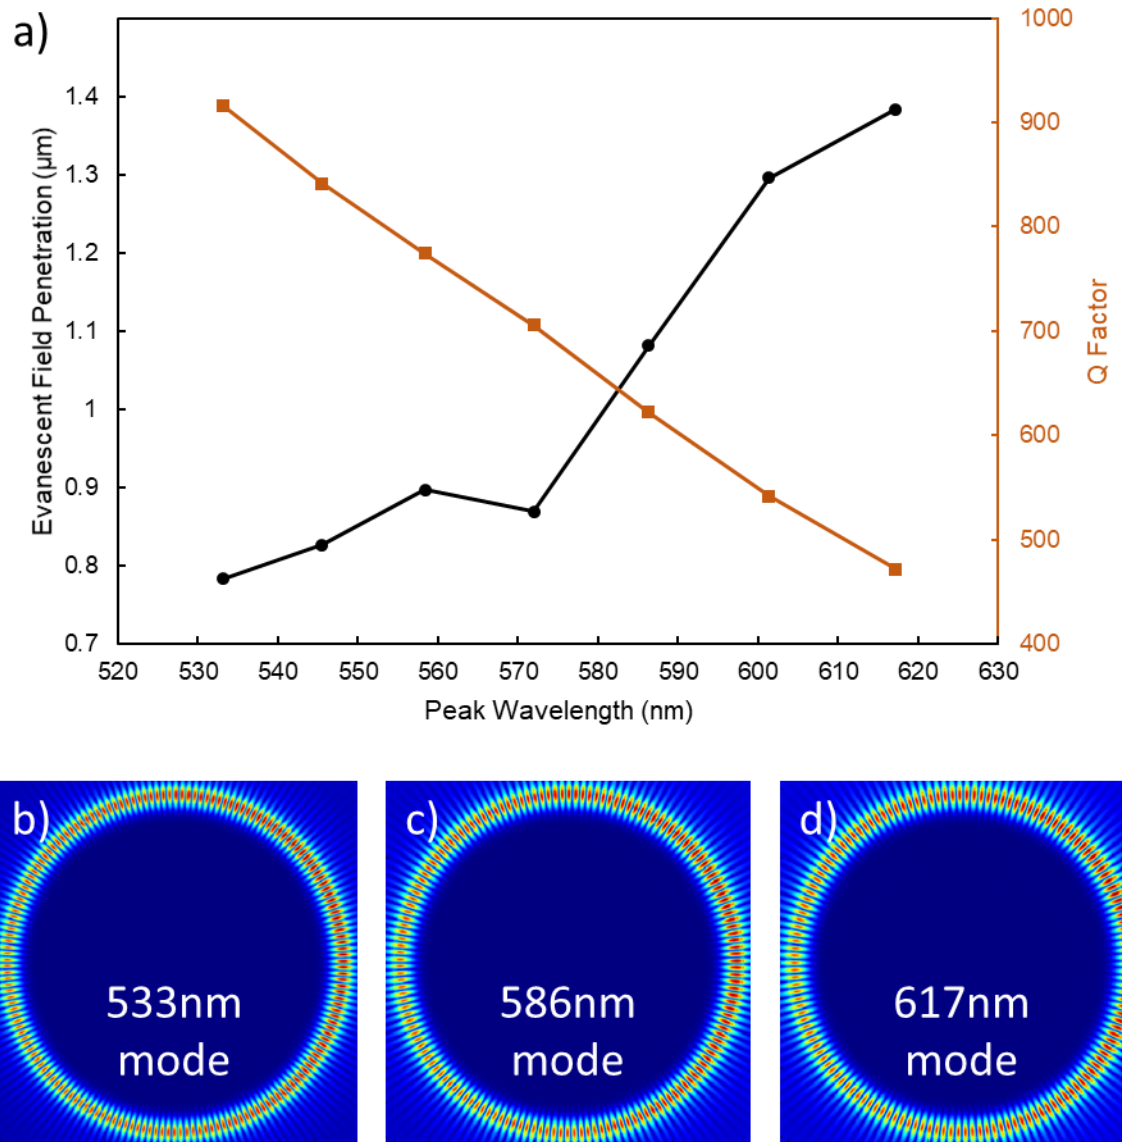 a)
Evanescent Field Penetration (µm)
1.4
1.3
1.2
1.1
1
0.9
0.8
0.7
1000
900
800
700
600
500
400
Q Factor
520 530 540 550 560 570 580 590 600 610 620 630
Peak Wavelength (nm)
b)
533nm
mode
c)
586nm
mode
d)
617nm
mode